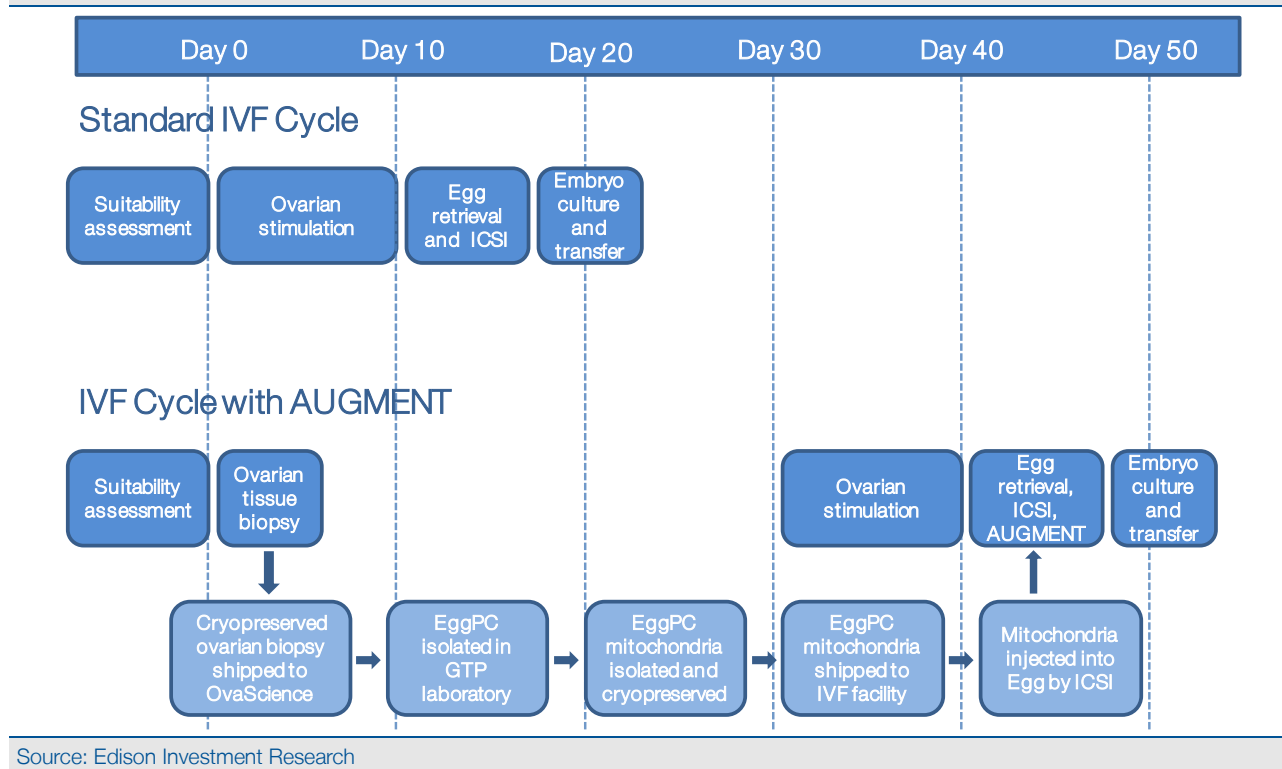 Day 0 Day 10 Day 20 Day 30 Day 40 Day 50
Standard IVF Cycle
Suitability
assessment
Ovarian
stimulation
Egg
retrieval
and ICSI
Embryo
culture
and
transfer
IVF Cycle with AUGMENT
Suitability
assessment
Ovarian
tissue
biopsy
Ovarian
stimulation
Egg
retrieval,
ICSI,
AUGMENT
Embryo
culture
and
transfer
Cryopreserved
ovarian biopsy
shipped to
OvaScience
EggPC
isolated in
GTP
laboratory
EggPC
mitochondria
isolated and
cryopreserved
EggPC
mitochondria
shipped to
IVF facility
Mitochondria
injected into
Egg by ICSI
Source: Edison Investment Research